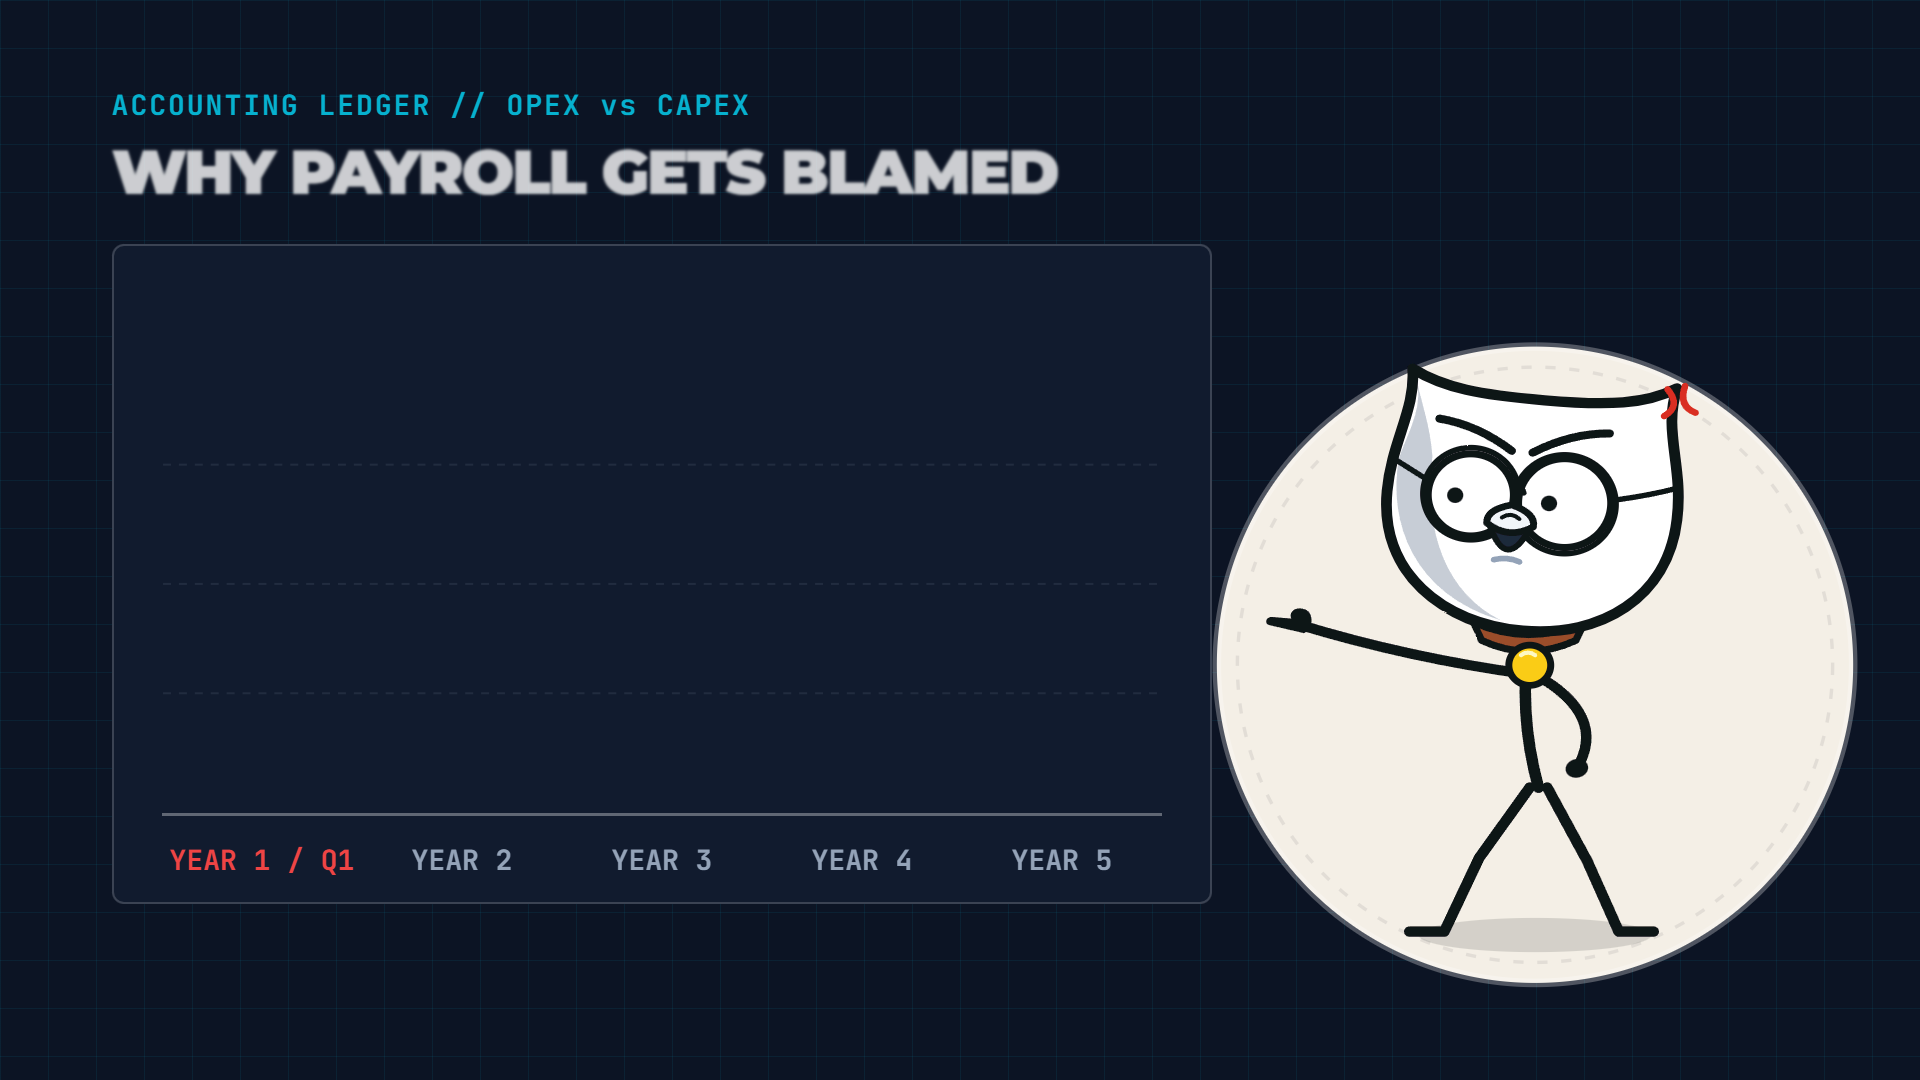 ACCOUNTING LEDGER // OPEX vs CAPEX
WHY PAYROLL GETS BLAMED
YEAR 1 / Q1 YEAR 2 YEAR 3 YEAR 4 YEAR 5